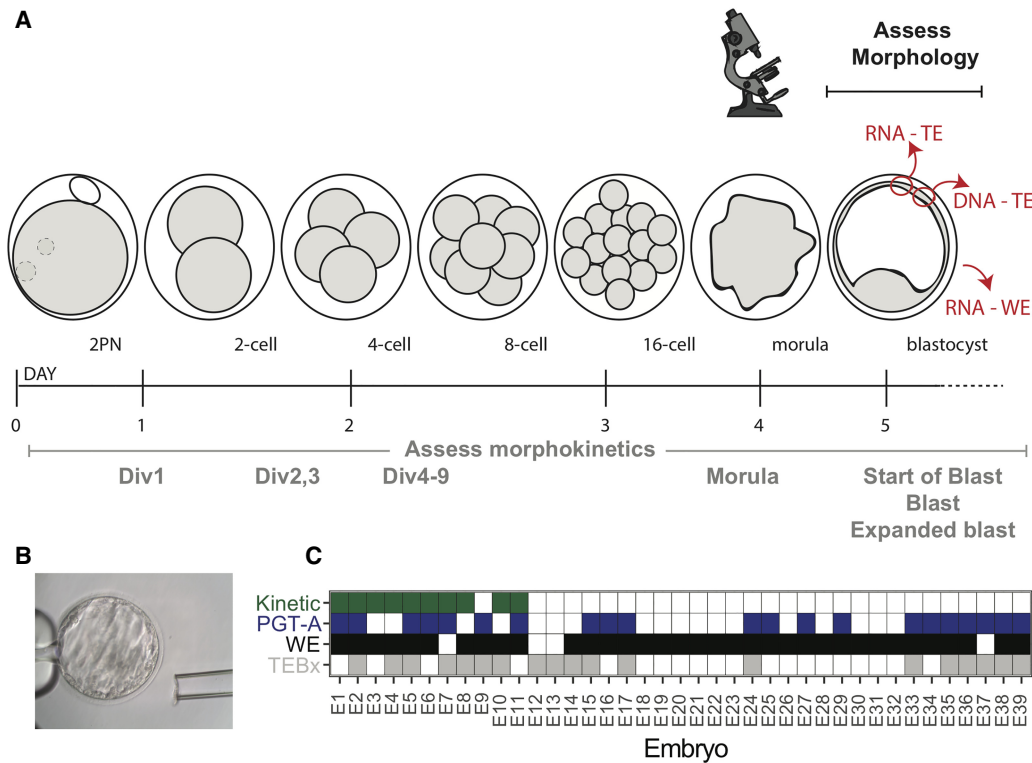 A
Assess
Morphology
RNA - TE
DNA - TE
RNA - WE
2PN 2-cell 4-cell 8-cell 16-cell morula blastocyst
DAY
0 1 2 3 4 5
Assess morphokinetics
Div1 Div2,3 Div4-9 Morula Start of Blast
Blast
Expanded blast
B C
Kinetic
PGT-A
WE
TEBx
E1 E2 E3 E4 E5 E6 E7 E8 E9 E10 E11 E12 E13 E14 E15 E16 E17 E18 E19 E20 E21 E22 E23 E24 E25 E26 E27 E28 E29 E30 E31 E32 E33 E34 E35 E36 E37 E38 E39
Embryo